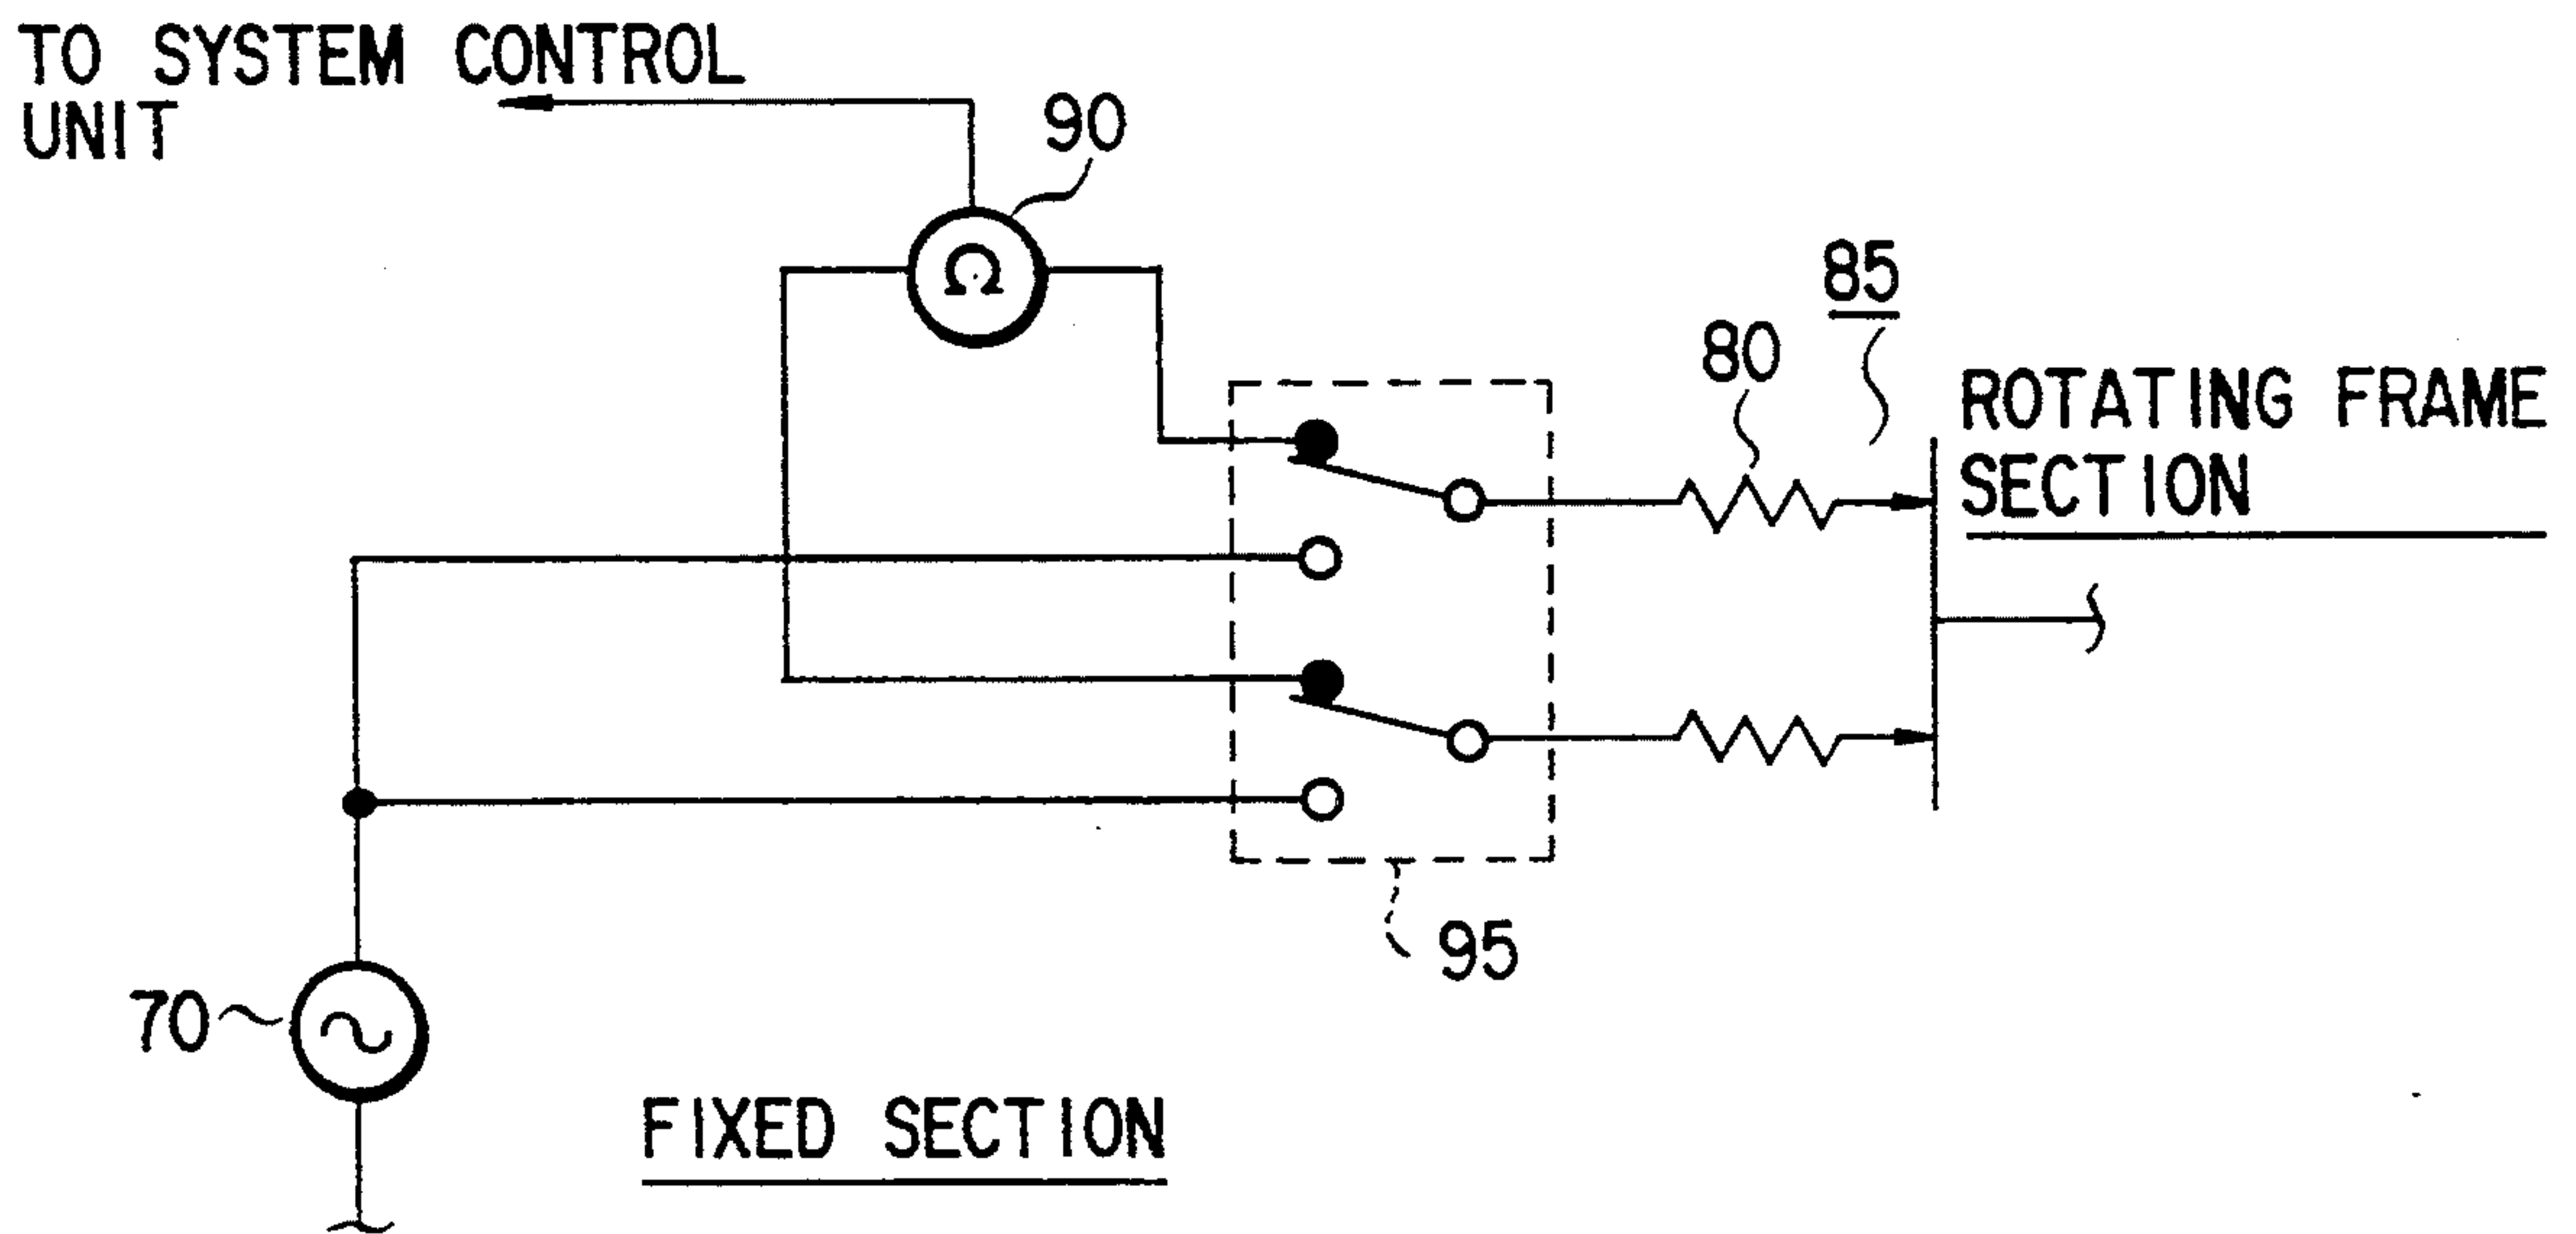 TO SYSTEM CONTROL
UNIT
90
Ω
85
80
ROTATING FRAME
SECTION
95
70
FIXED SECTION